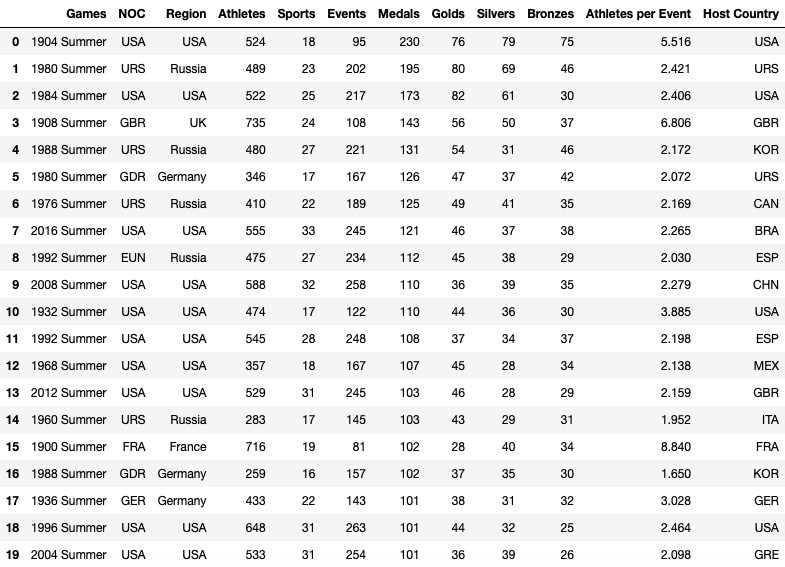 Games NOC Region Athletes Sports Events Medals Golds Silvers Bronzes Athletes per Event Host Country
0 1904 Summer USA USA 524 18 95 230 76 79 75 5.516 USA
1 1980 Summer URS Russia 489 23 202 195 80 69 46 2.421 URS
2 1984 Summer USA USA 522 25 217 173 82 61 30 2.406 USA
3 1908 Summer GBR UK 735 24 108 143 56 50 37 6.806 GBR
4 1988 Summer URS Russia 480 27 221 131 54 31 46 2.172 KOR
5 1980 Summer GDR Germany 346 17 167 126 47 37 42 2.072 URS
6 1976 Summer URS Russia 410 22 189 125 49 41 35 2.169 CAN
7 2016 Summer USA USA 555 33 245 121 46 37 38 2.265 BRA
8 1992 Summer EUN Russia 475 27 234 112 45 38 29 2.030 ESP
9 2008 Summer USA USA 588 32 258 110 36 39 35 2.279 CHN
10 1932 Summer USA USA 474 17 122 110 44 36 30 3.885 USA
11 1992 Summer USA USA 545 28 248 108 37 34 37 2.198 ESP
12 1968 Summer USA USA 357 18 167 107 45 28 34 2.138 MEX
13 2012 Summer USA USA 529 31 245 103 46 28 29 2.159 GBR
14 1960 Summer URS Russia 283 17 145 103 43 29 31 1.952 ITA
15 1900 Summer FRA France 716 19 81 102 28 40 34 8.840 FRA
16 1988 Summer GDR Germany 259 16 157 102 37 35 30 1.650 KOR
17 1936 Summer GER Germany 433 22 143 101 38 31 32 3.028 GER
18 1996 Summer USA USA 648 31 263 101 44 32 25 2.464 USA
19 2004 Summer USA USA 533 31 254 101 36 39 26 2.098 GRE